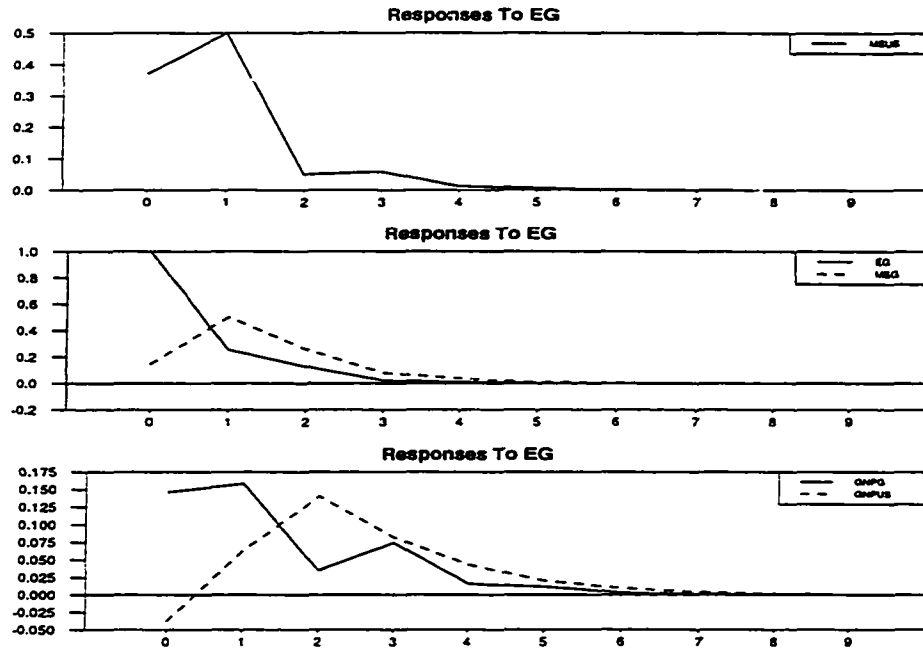 Responses To EG
0.5
MSUS
0.4
0.3
0.2
0.1
0.0
0 1 2 3 4 5 6 7 8 9
Responses To EG
1.0
EG
MSG
0.8
0.6
0.4
0.2
0.0
-0.2
0 1 2 3 4 5 6 7 8 9
Responses To EG
0.175
GNPG
GNPUS
0.150
0.125
0.100
0.075
0.050
0.025
0.000
-0.025
-0.050
0 1 2 3 4 5 6 7 8 9